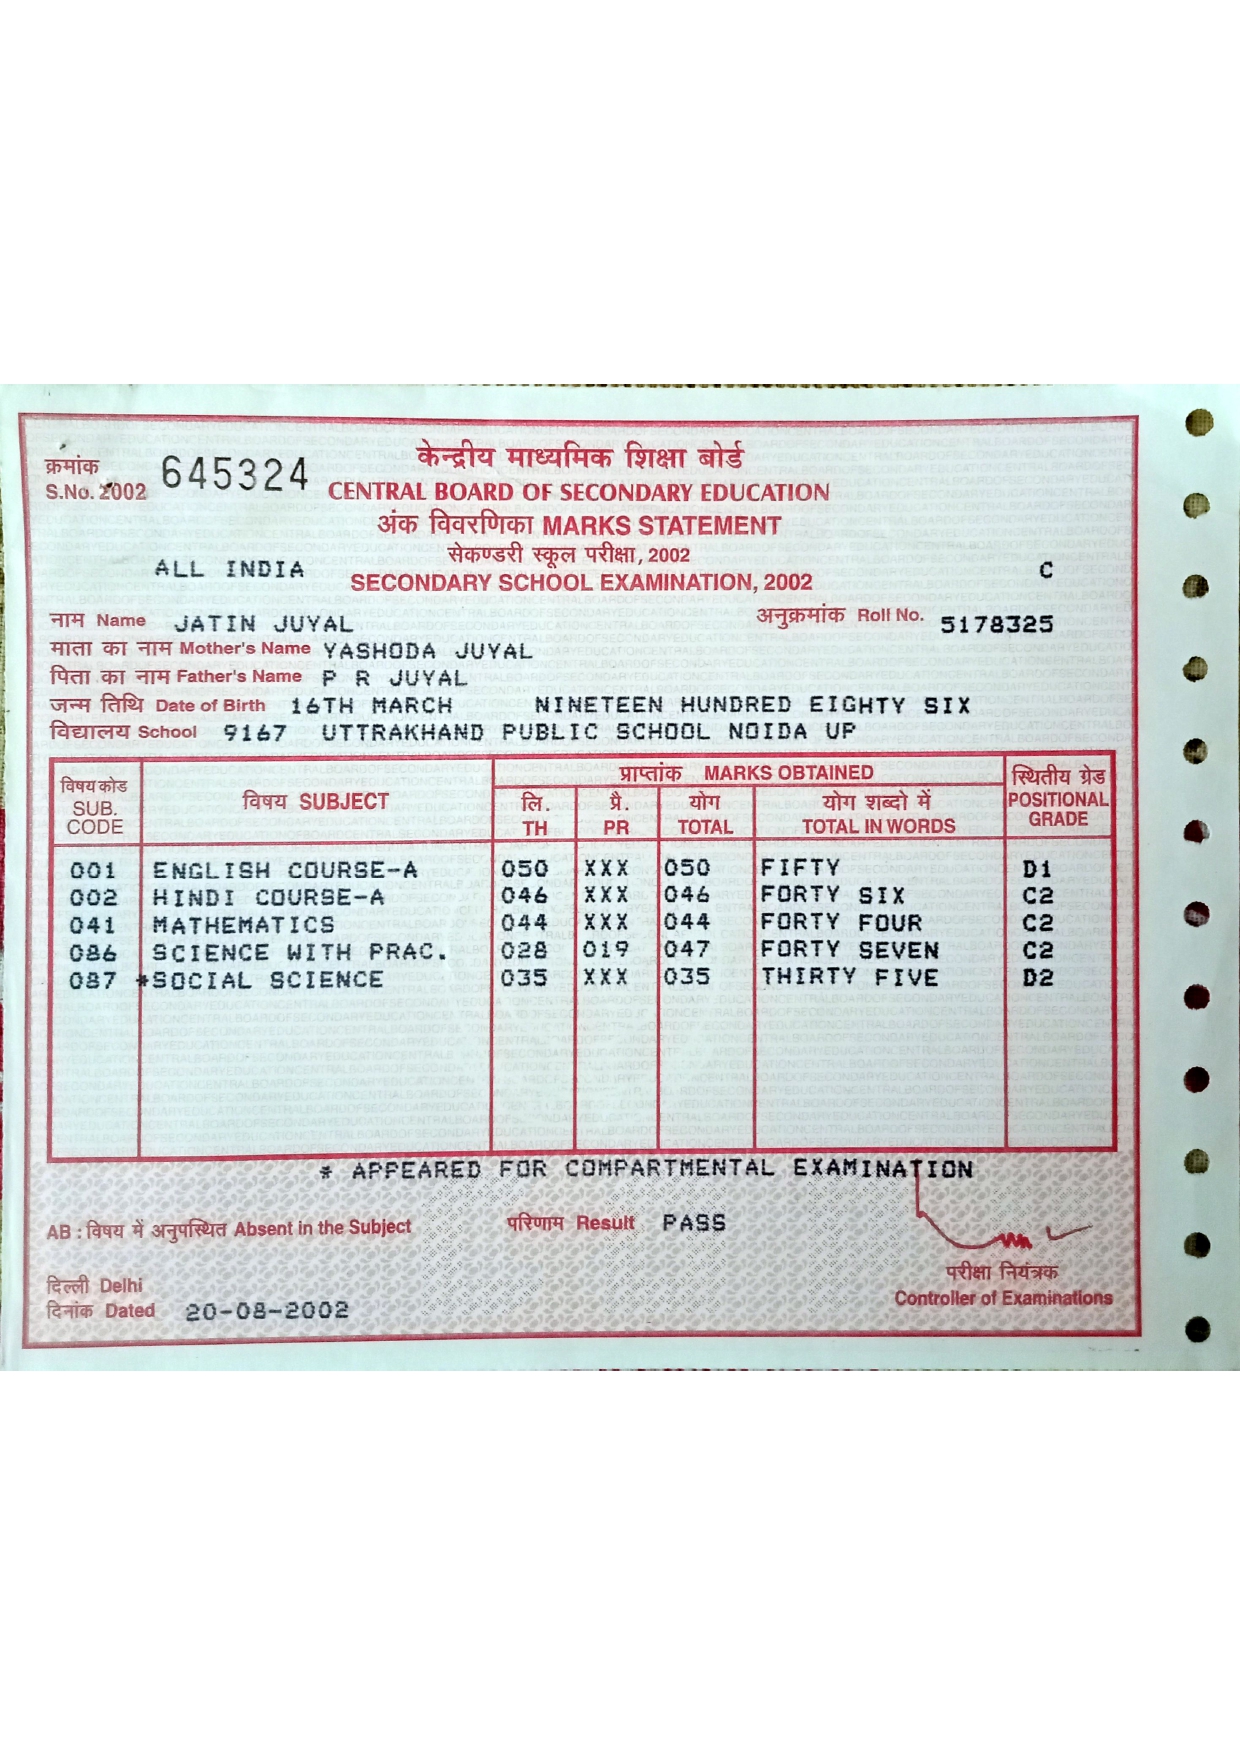 केन्द्रीय माध्यमिक शिक्षा बोर्ड
क्रमांक
S.No. 2002 645324 CENTRAL BOARD OF SECONDARY EDUCATION
अंक विवरणिका MARKS STATEMENT
सेकण्डरी स्कूल परीक्षा, 2002
ALL INDIA SECONDARY SCHOOL EXAMINATION, 2002 C
नाम Name JATIN JUYAL अनुक्रमांक Roll No. 5178325
माता का नाम Mother's Name YASHODA JUYAL
पिता का नाम Father's Name P R JUYAL
जन्म तिथि Date of Birth 16TH MARCH NINETEEN HUNDRED EIGHTY SIX
विद्यालय School 9167 UTTRAKHAND PUBLIC SCHOOL NOIDA UP
विषय कोड SUB. CODE विषय SUBJECT प्राप्तांक MARKS OBTAINED स्थितीय ग्रेड POSITIONAL GRADE
लि. TH प्रै. PR योग TOTAL योग शब्दो में TOTAL IN WORDS
001 ENGLISH COURSE-A 050 XXX 050 FIFTY D1
002 HINDI COURSE-A 046 XXX 046 FORTY SIX C2
041 MATHEMATICS 044 XXX 044 FORTY FOUR C2
086 SCIENCE WITH PRAC. 028 019 047 FORTY SEVEN C2
087 *SOCIAL SCIENCE 035 XXX 035 THIRTY FIVE D2
* APPEARED FOR COMPARTMENTAL EXAMINATION
AB : विषय में अनुपस्थित Absent in the Subject परिणाम Result PASS
परीक्षा नियंत्रक
दिल्ली Delhi
Controller of Examinations
दिनांक Dated 20-08-2002